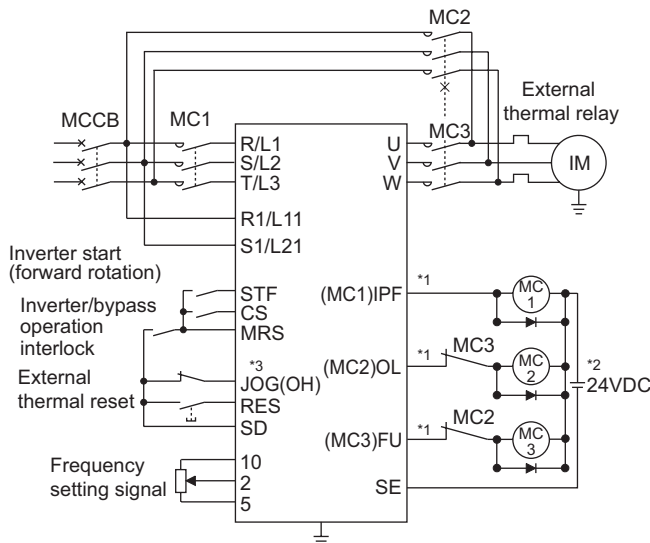 MC2
External
thermal relay
MCCB
MC1
R/L1
S/L2
T/L3
U
V
W
MC3
IM
R1/L11
S1/L21
Inverter start
(forward rotation)
STF
CS
MRS
Inverter/bypass
operation
interlock
(MC1)IPF
*1
MC
1
*3
JOG(OH)
RES
SD
External
thermal reset
(MC2)OL
*1
MC3
MC
2
*2
24VDC
(MC3)FU
*1
MC2
MC
3
10
2
5
Frequency
setting signal
SE